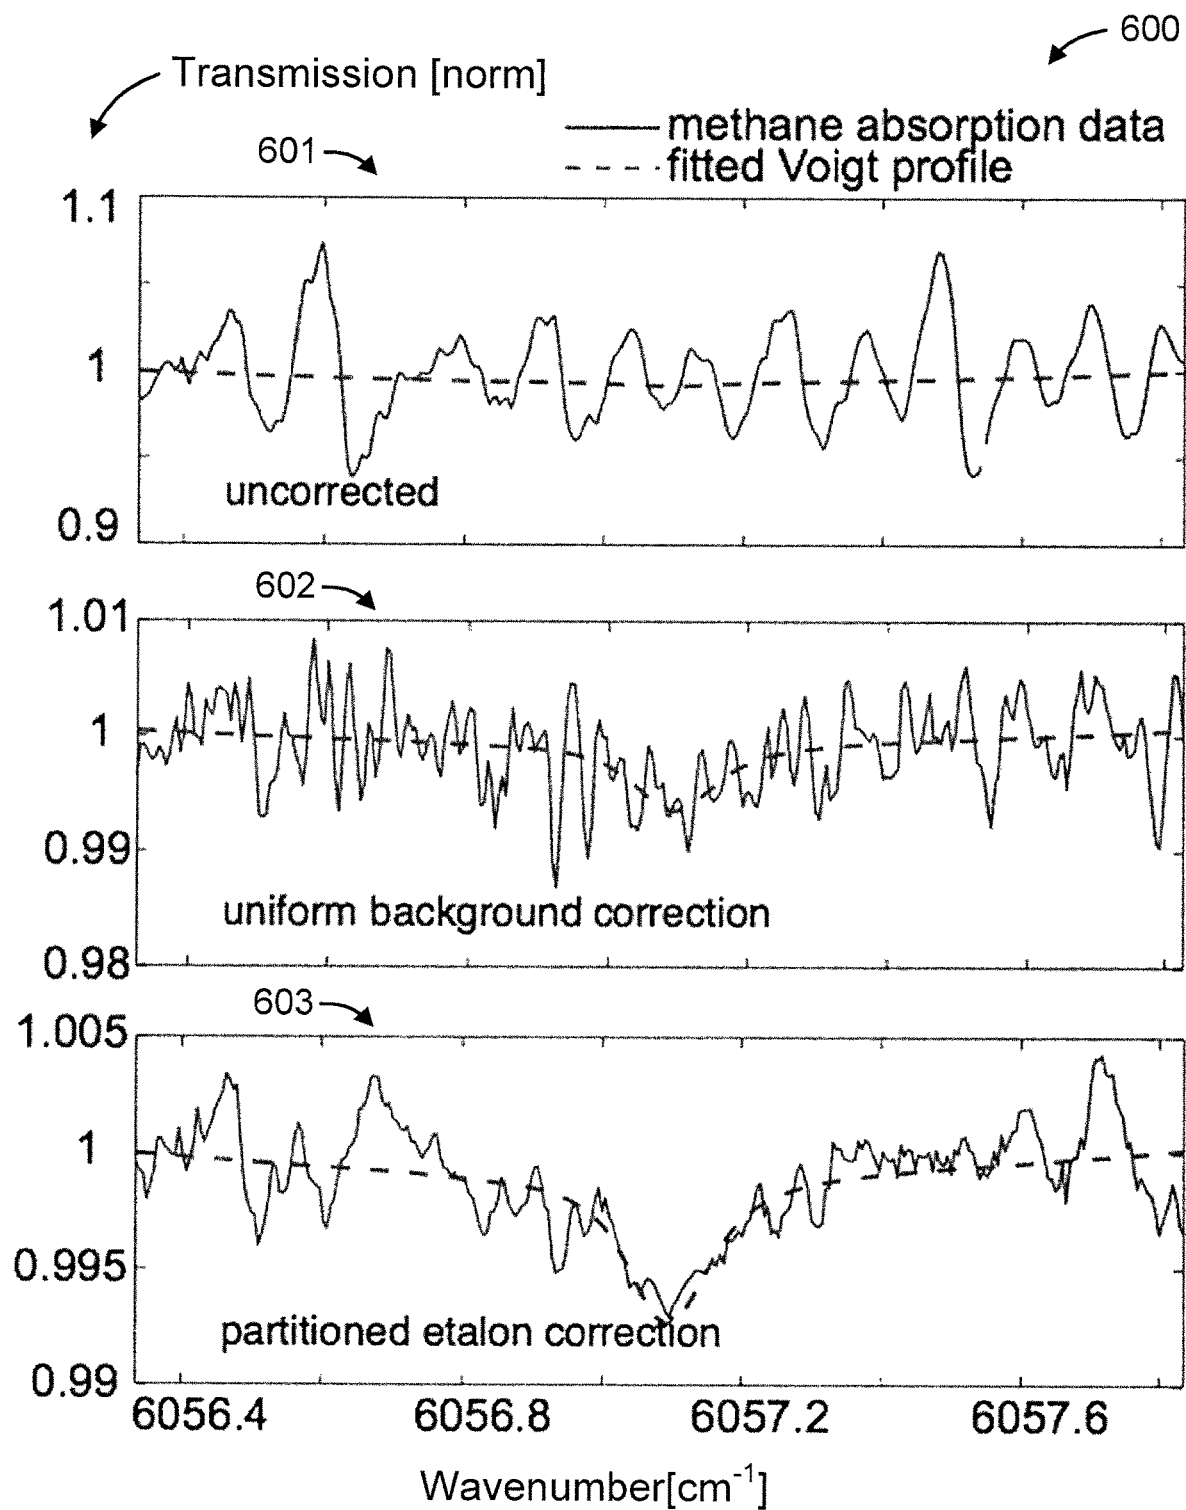 600
Transmission [norm]
methane absorption data
601
fitted Voigt profile
1.1
1
uncorrected
0.9
602
1.01
1
0.99
uniform background correction
0.98
603
1.005
1
0.995
partitioned etalon correction
0.99
6056.4 6056.8 6057.2 6057.6
Wavenumber[cm⁻¹]